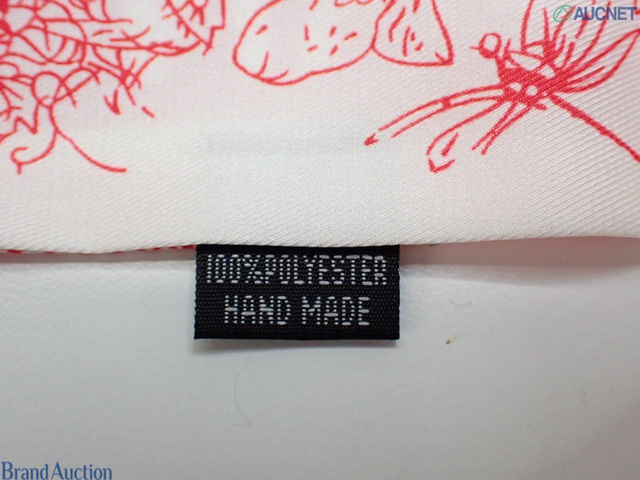 AUCNET
100%POLYESTER
HAND MADE
Brand Auction